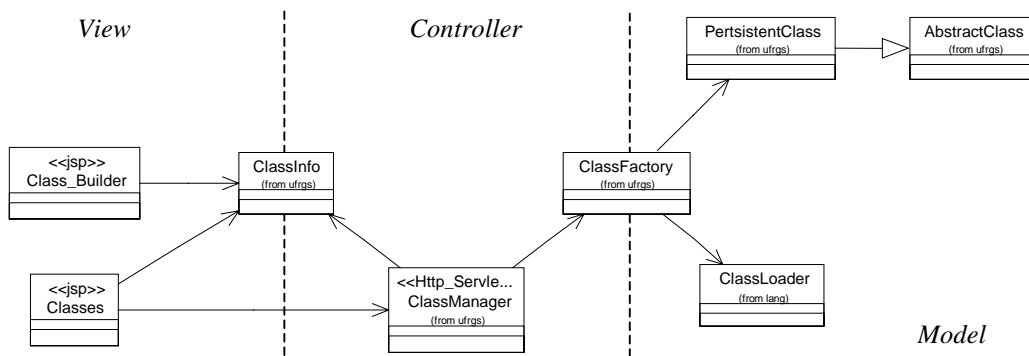 View
Controller
PertsistentClass
(from ufrgs)
AbstractClass
(from ufrgs)
<<jsp>>
Class_Builder
ClassInfo
(from ufrgs)
ClassFactory
(from ufrgs)
<<jsp>>
Classes
<<Http_Servle...
ClassManager
(from ufrgs)
ClassLoader
(from lang)
Model